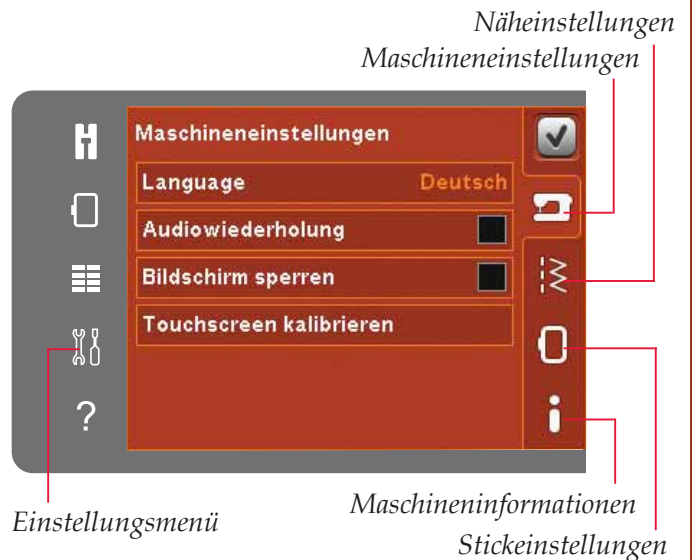 Näheinstellungen
Maschineneinstellungen
Maschineneinstellungen
Language Deutsch
Audiowiederholung
Bildschirm sperren
Touchscreen kalibrieren
?
Einstellungsmenü
Maschineninformationen
Stickeinstellungen